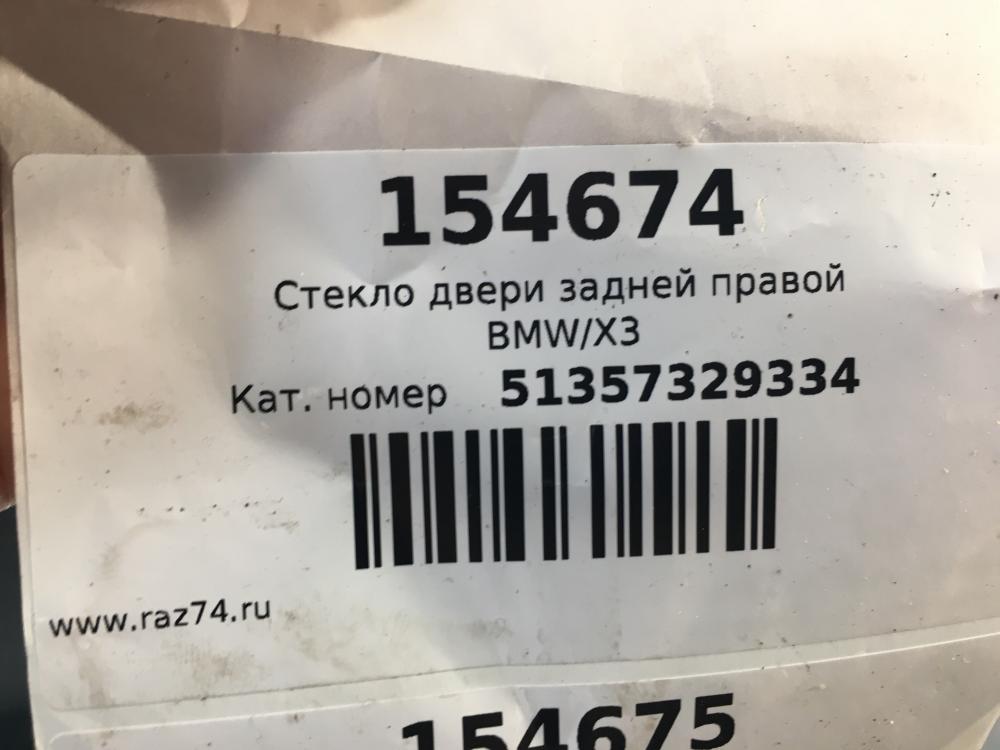 154674
Стекло двери задней правой
BMW/X3
Кат. номер 51357329334
www.raz74.ru
154675